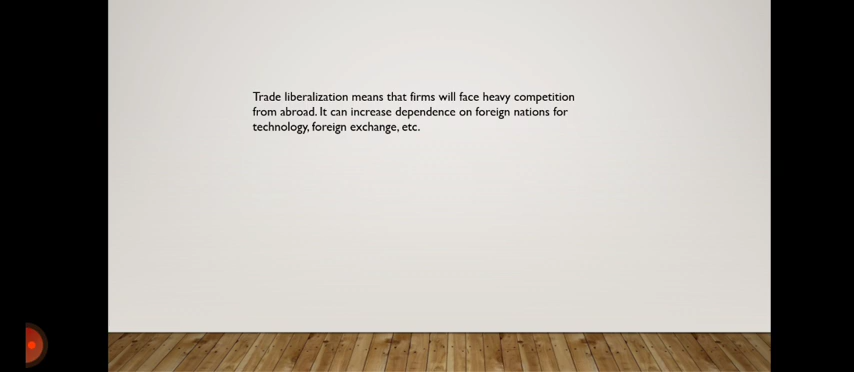 Trade liberalization means that firms will face heavy competition
from abroad. It can increase dependence on foreign nations for
technology, foreign exchange, etc.